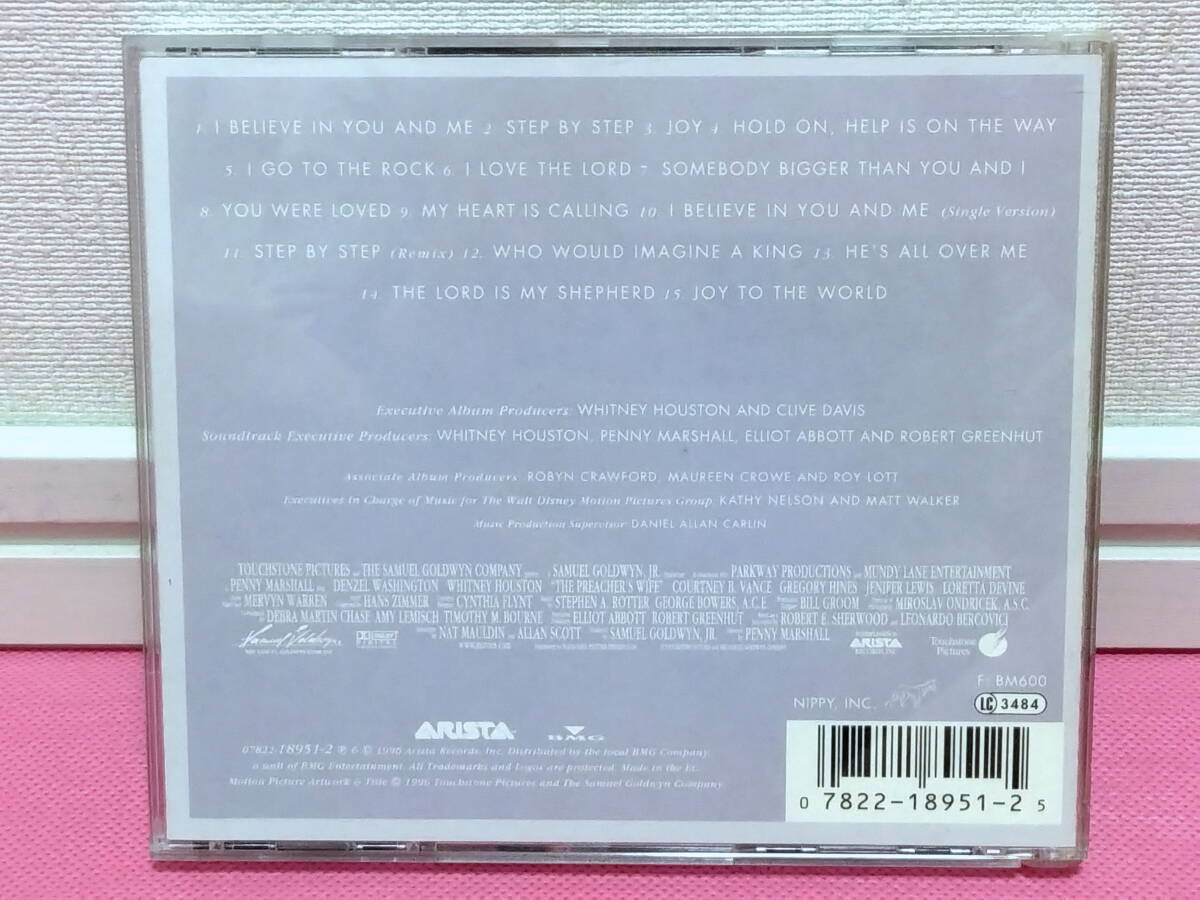 1. I BELIEVE IN YOU AND ME 2. STEP BY STEP 3. JOY 4. HOLD ON, HELP IS ON THE WAY
5. I GO TO THE ROCK 6. I LOVE THE LORD 7. SOMEBODY BIGGER THAN YOU AND I
8. YOU WERE LOVED 9. MY HEART IS CALLING 10. I BELIEVE IN YOU AND ME (Single Version)
11. STEP BY STEP (Remix) 12. WHO WOULD IMAGINE A KING 13. HE'S ALL OVER ME
14. THE LORD IS MY SHEPHERD 15. JOY TO THE WORLD
Executive Album Producers: WHITNEY HOUSTON AND CLIVE DAVIS
Soundtrack Executive Producers: WHITNEY HOUSTON, PENNY MARSHALL, ELLIOT ABBOTT AND ROBERT GREENHUT
Associate Album Producers: ROBYN CRAWFORD, MAUREEN CROWE AND ROY LOTT
Executives in Charge of Music for The Walt Disney Motion Pictures Group: KATHY NELSON AND MATT WALKER
Music Production Supervisor: DANIEL ALLAN CARLIN
TOUCHSTONE PICTURES THE SAMUEL GOLDWYN COMPANY SAMUEL GOLDWYN, JR. PARKWAY PRODUCTIONS MUNDY LANE ENTERTAINMENT
PENNY MARSHALL DENZEL WASHINGTON WHITNEY HOUSTON "THE PREACHER'S WIFE" COURTNEY B. VANCE GREGORY HINES JENIFER LEWIS LORETTA DEVINE
MERVYN WARREN HANS ZIMMER CYNTHIA FLYNT STEPHEN A. ROTTER GEORGE BOWERS, A.C.E. BILL GROOM MIROSLAV ONDRICEK, A.S.C.
DEBRA MARTIN CHASE AMY LEMISCH TIMOTHY M. BOURNE ELLIOT ABBOTT ROBERT GREENHUT ROBERT E. SHERWOOD LEONARDO BERCOVICI
NAT MAULDIN ALLAN SCOTT SAMUEL GOLDWYN, JR. PENNY MARSHALL
DOLBY DIGITAL ARISTA RECORDS, INC. Touchstone Pictures
F: BM600
NIPPY, INC. LC 3484
ARISTA BMG
07822-18951-2 ℗ & © 1996 Arista Records, Inc. Distributed by the local BMG Company,
a unit of BMG Entertainment. All Trademarks and Logos are protected. Made in the EC.
Motion Picture Artwork & Title © 1996 Touchstone Pictures and The Samuel Goldwyn Company
0 7822-18951-2 5